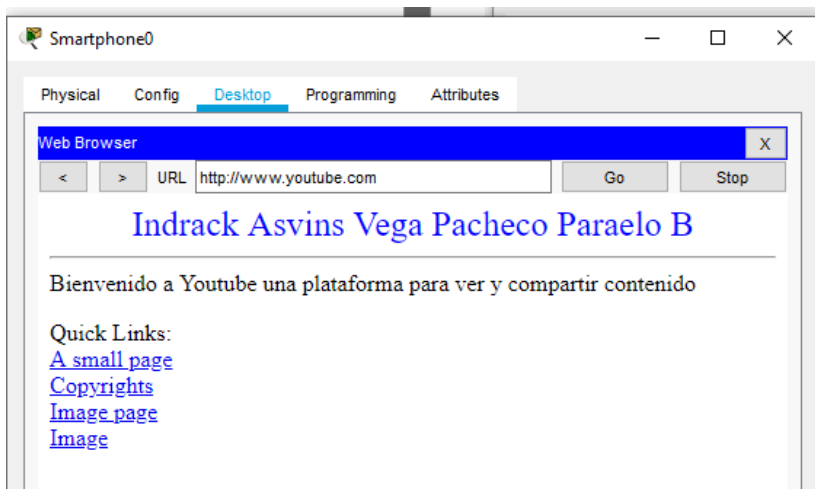 Smartphone0
Physical Config Desktop Programming Attributes
Web Browser X
< > URL http://www.youtube.com Go Stop
Indrack Asvins Vega Pacheco Paraelo B
Bienvenido a Youtube una plataforma para ver y compartir contenido
Quick Links:
A small page
Copyrights
Image page
Image